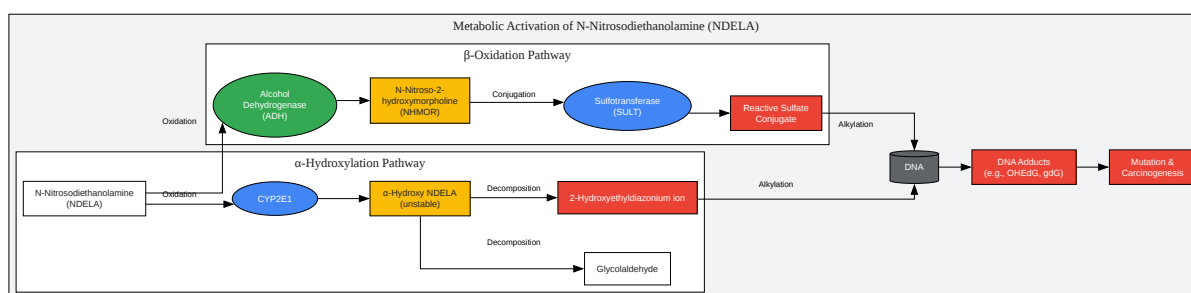 Metabolic Activation of N-Nitrosodiethanolamine (NDELA)
β-Oxidation Pathway
Alcohol
Dehydrogenase
(ADH)
N-Nitroso-2-
hydroxymorpholine
(NHMOR)
Conjugation
Sulfotransferase
(SULT)
Reactive Sulfate
Conjugate
Alkylation
Oxidation
α-Hydroxylation Pathway
N-Nitrosodiethanolamine
(NDELA)
Oxidation
CYP2E1
α-Hydroxy NDELA
(unstable)
Decomposition
2-Hydroxyethyldiazonium ion
Alkylation
DNA
DNA Adducts
(e.g., OHEdG, gdG)
Mutation &
Carcinogenesis
Decomposition
Glycolaldehyde